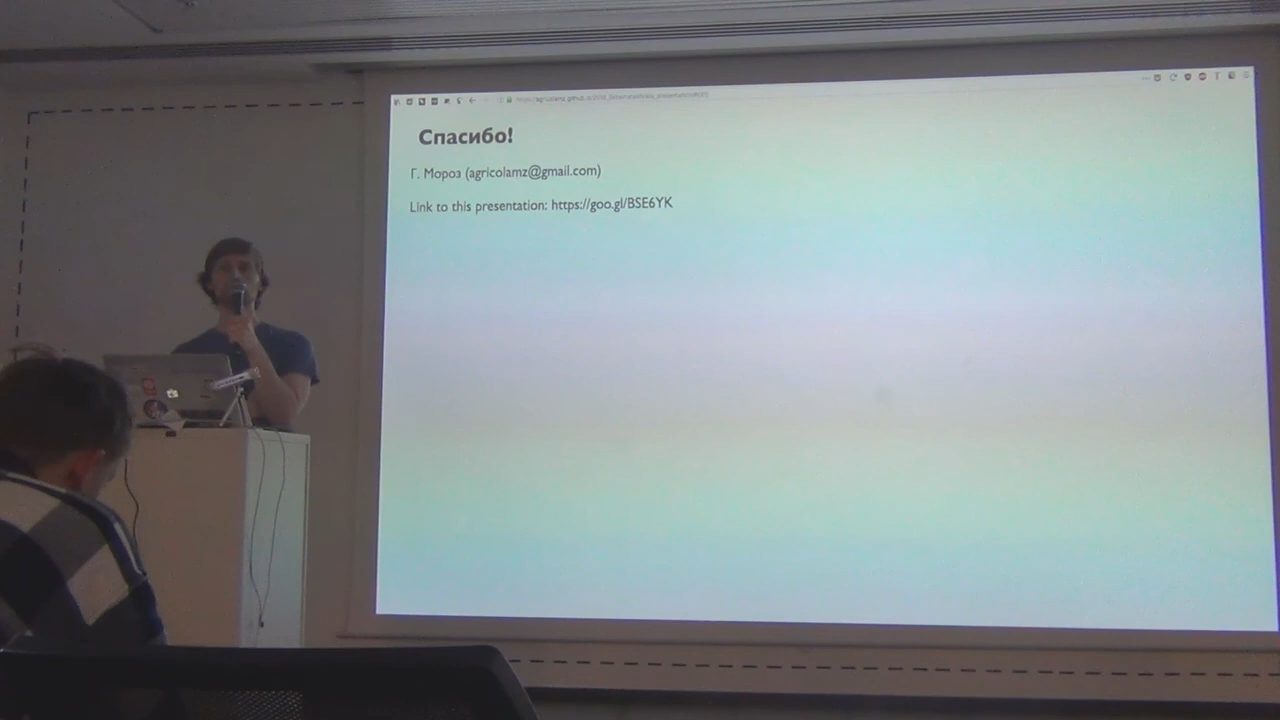 Спасибо!
Г. Мороз (agricolamz@gmail.com)
Link to this presentation: https://goo.gl/BSE6YK